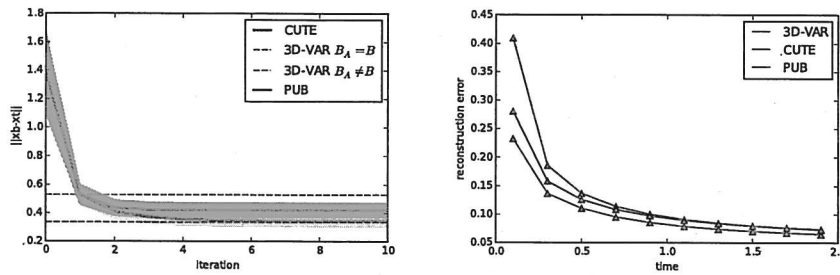 1.8
1.6
1.4
1.2
1.0
0.8
0.6
0.4
0.2
||xb-xt||
0
2
4
6
8
10
Iteration
CUTE
3D-VAR B_A = B
3D-VAR B_A ≠ B
PUB
0.45
0.40
0.35
0.30
0.25
0.20
0.15
0.10
0.05
reconstruction error
0.0
0.5
1.0
1.5
2.0
time
3D-VAR
CUTE
PUB